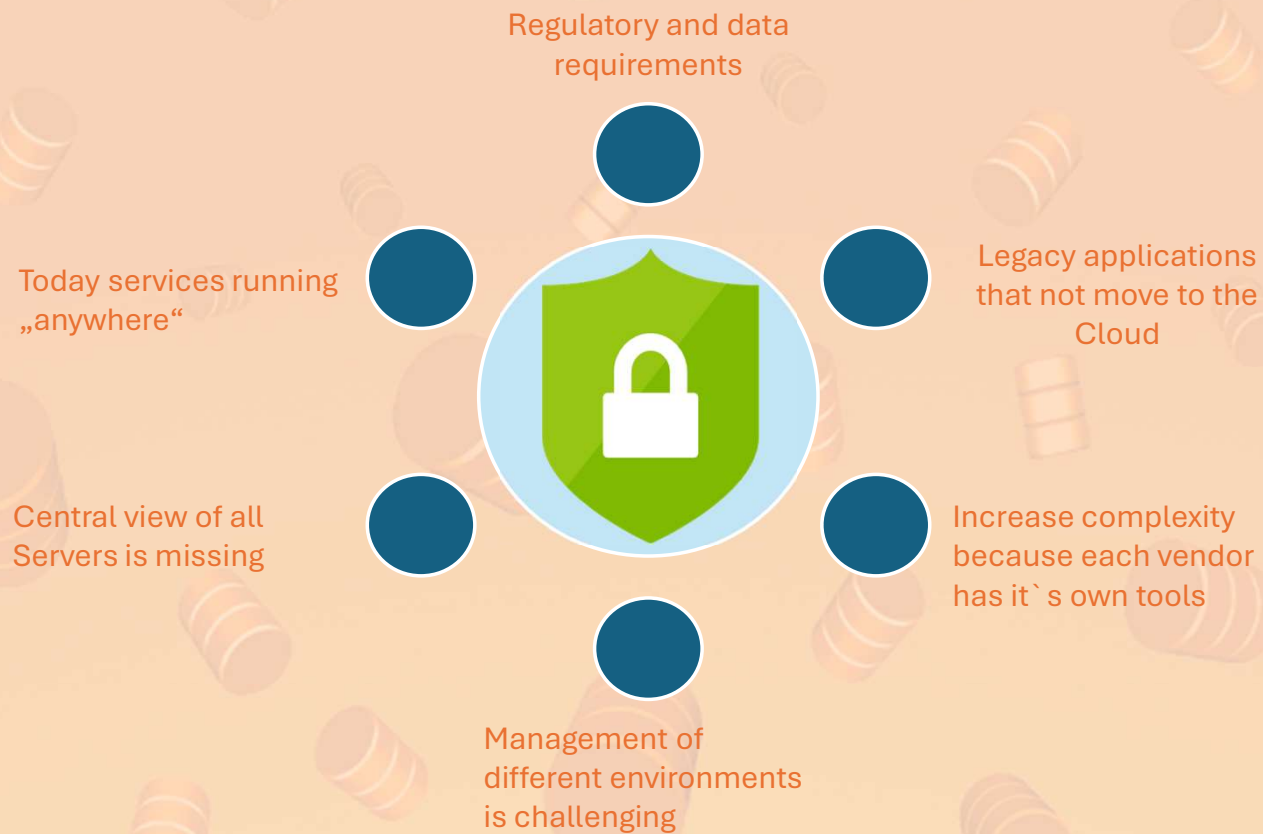 Regulatory and data
requirements
Today services running
„anywhere“
Legacy applications
that not move to the
Cloud
Central view of all
Servers is missing
Increase complexity
because each vendor
has it`s own tools
Management of
different environments
is challenging